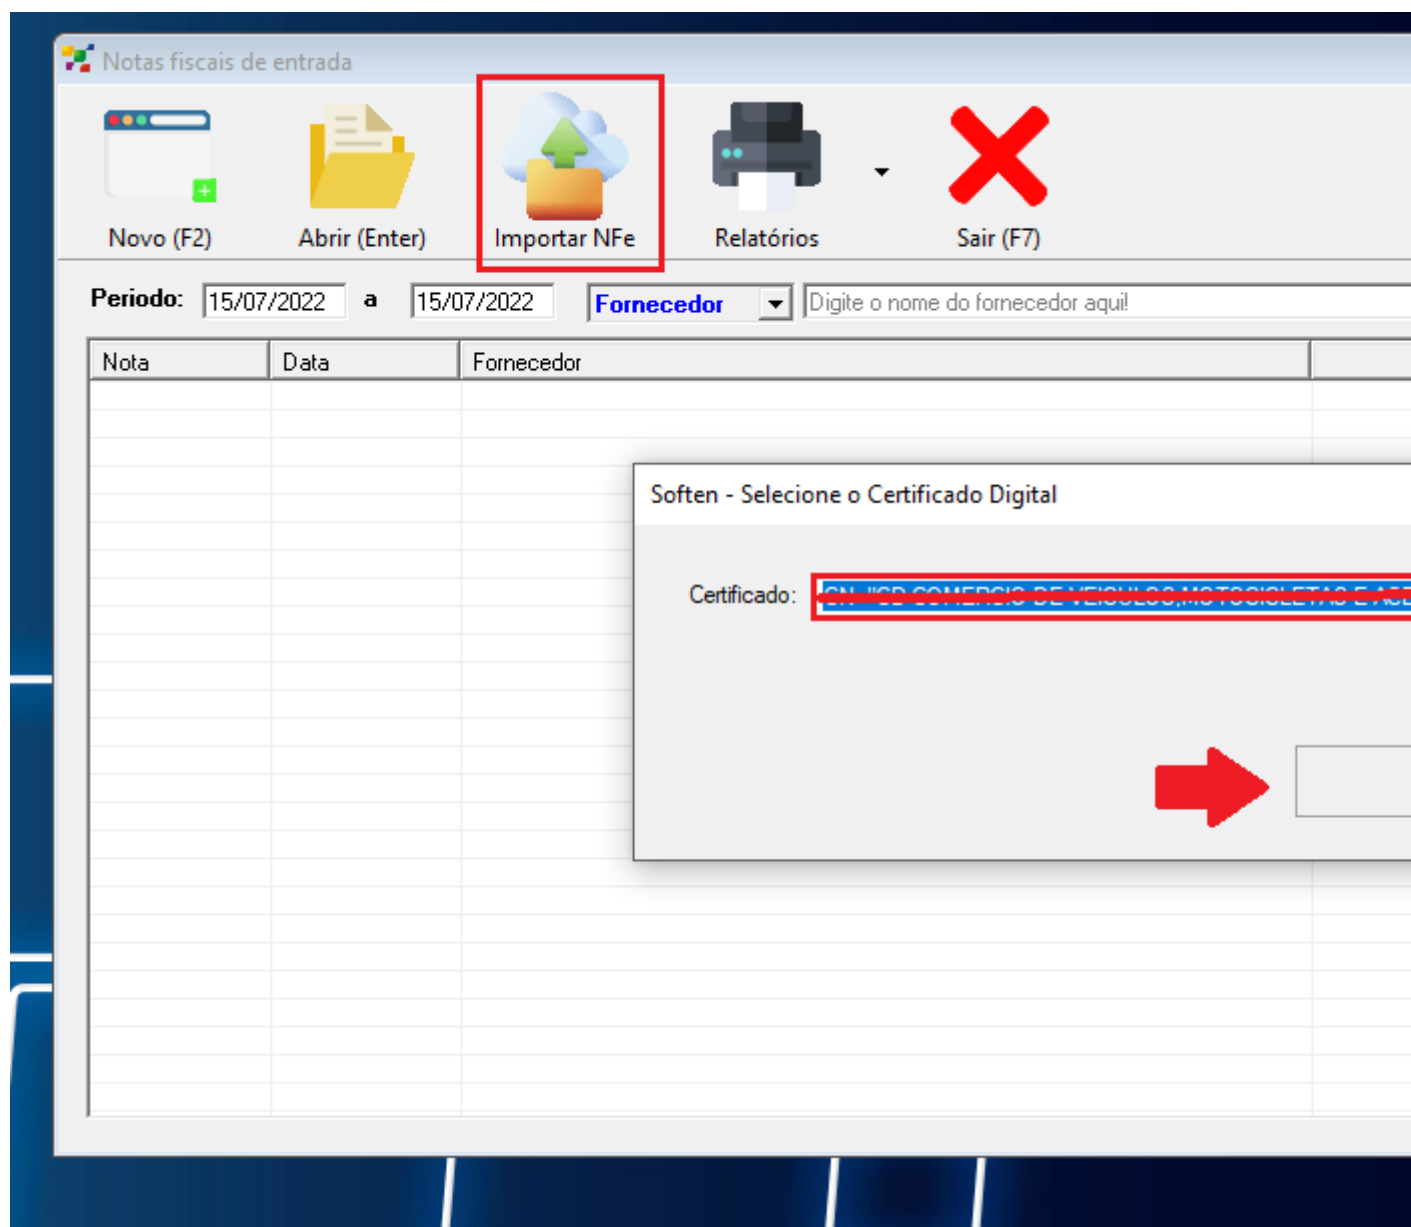 Notas fiscais de entrada
Novo (F2) Abrir (Enter) Importar NFe Relatórios Sair (F7)
Periodo: 15/07/2022 a 15/07/2022 Fornecedor Digite o nome do fornecedor aqui!
Nota Data Fornecedor
Soften - Selecione o Certificado Digital
Certificado: